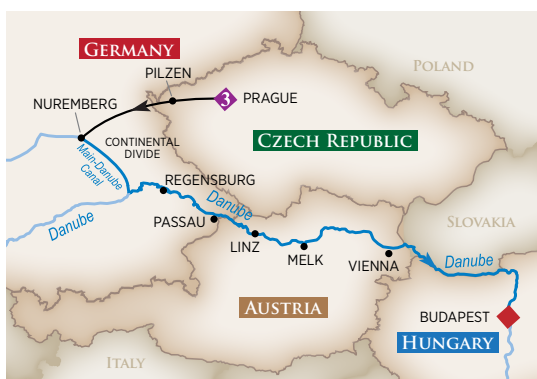 GERMANY
POLAND
PILZEN
3
PRAGUE
NUREMBERG
CONTINENTAL
DIVIDE
CZECH REPUBLIC
Main-Danube
Canal
REGENSBURG
Danube
Danube
PASSAU
SLOVAKIA
LINZ
MELK
VIENNA
Danube
AUSTRIA
BUDAPEST
HUNGARY
ITALY